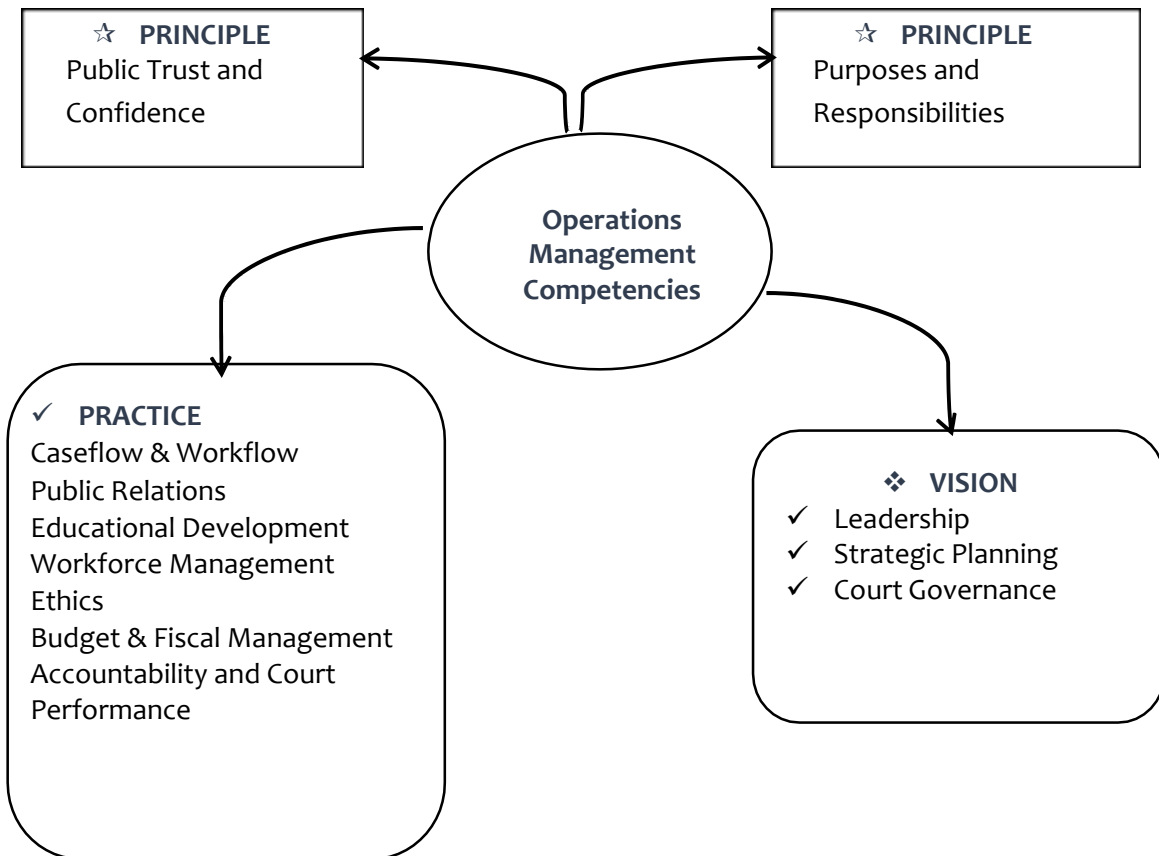 ☆ PRINCIPLE
Public Trust and
Confidence
☆ PRINCIPLE
Purposes and
Responsibilities
Operations
Management
Competencies
✓ PRACTICE
Caseflow & Workflow
Public Relations
Educational Development
Workforce Management
Ethics
Budget & Fiscal Management
Accountability and Court
Performance
❖ VISION
✓ Leadership
✓ Strategic Planning
✓ Court Governance